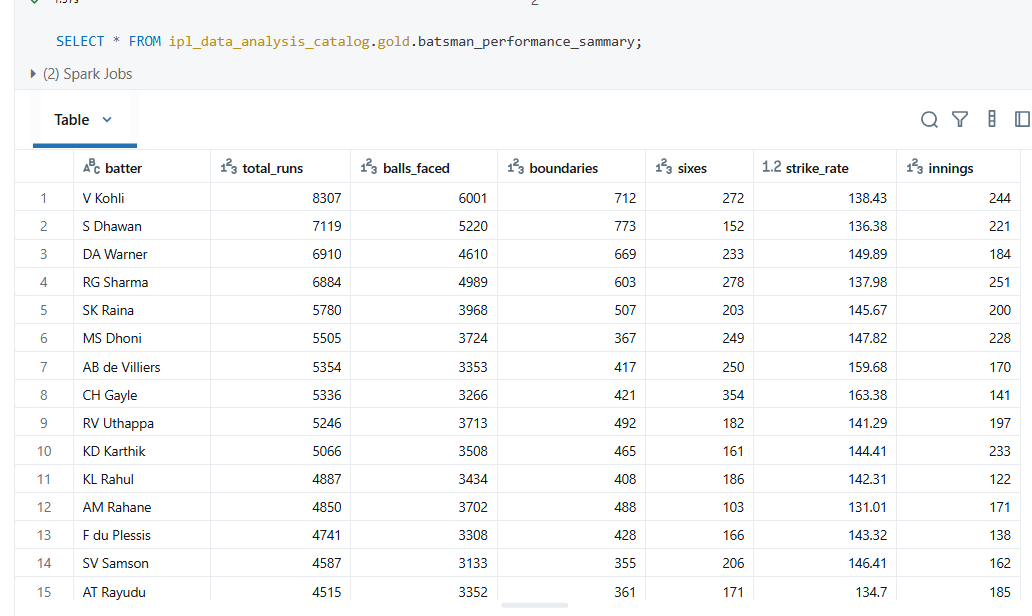 SELECT * FROM ipl_data_analysis_catalog.gold.batsman_performance_sammary;
(2) Spark Jobs
Table
ABC batter 123 total_runs 123 balls_faced 123 boundaries 123 sixes 1.2 strike_rate 123 innings
1 V Kohli 8307 6001 712 272 138.43 244
2 S Dhawan 7119 5220 773 152 136.38 221
3 DA Warner 6910 4610 669 233 149.89 184
4 RG Sharma 6884 4989 603 278 137.98 251
5 SK Raina 5780 3968 507 203 145.67 200
6 MS Dhoni 5505 3724 367 249 147.82 228
7 AB de Villiers 5354 3353 417 250 159.68 170
8 CH Gayle 5336 3266 421 354 163.38 141
9 RV Uthappa 5246 3713 492 182 141.29 197
10 KD Karthik 5066 3508 465 161 144.41 233
11 KL Rahul 4887 3434 408 186 142.31 122
12 AM Rahane 4850 3702 488 103 131.01 171
13 F du Plessis 4741 3308 428 166 143.32 138
14 SV Samson 4587 3133 355 206 146.41 162
15 AT Rayudu 4515 3352 361 171 134.7 185